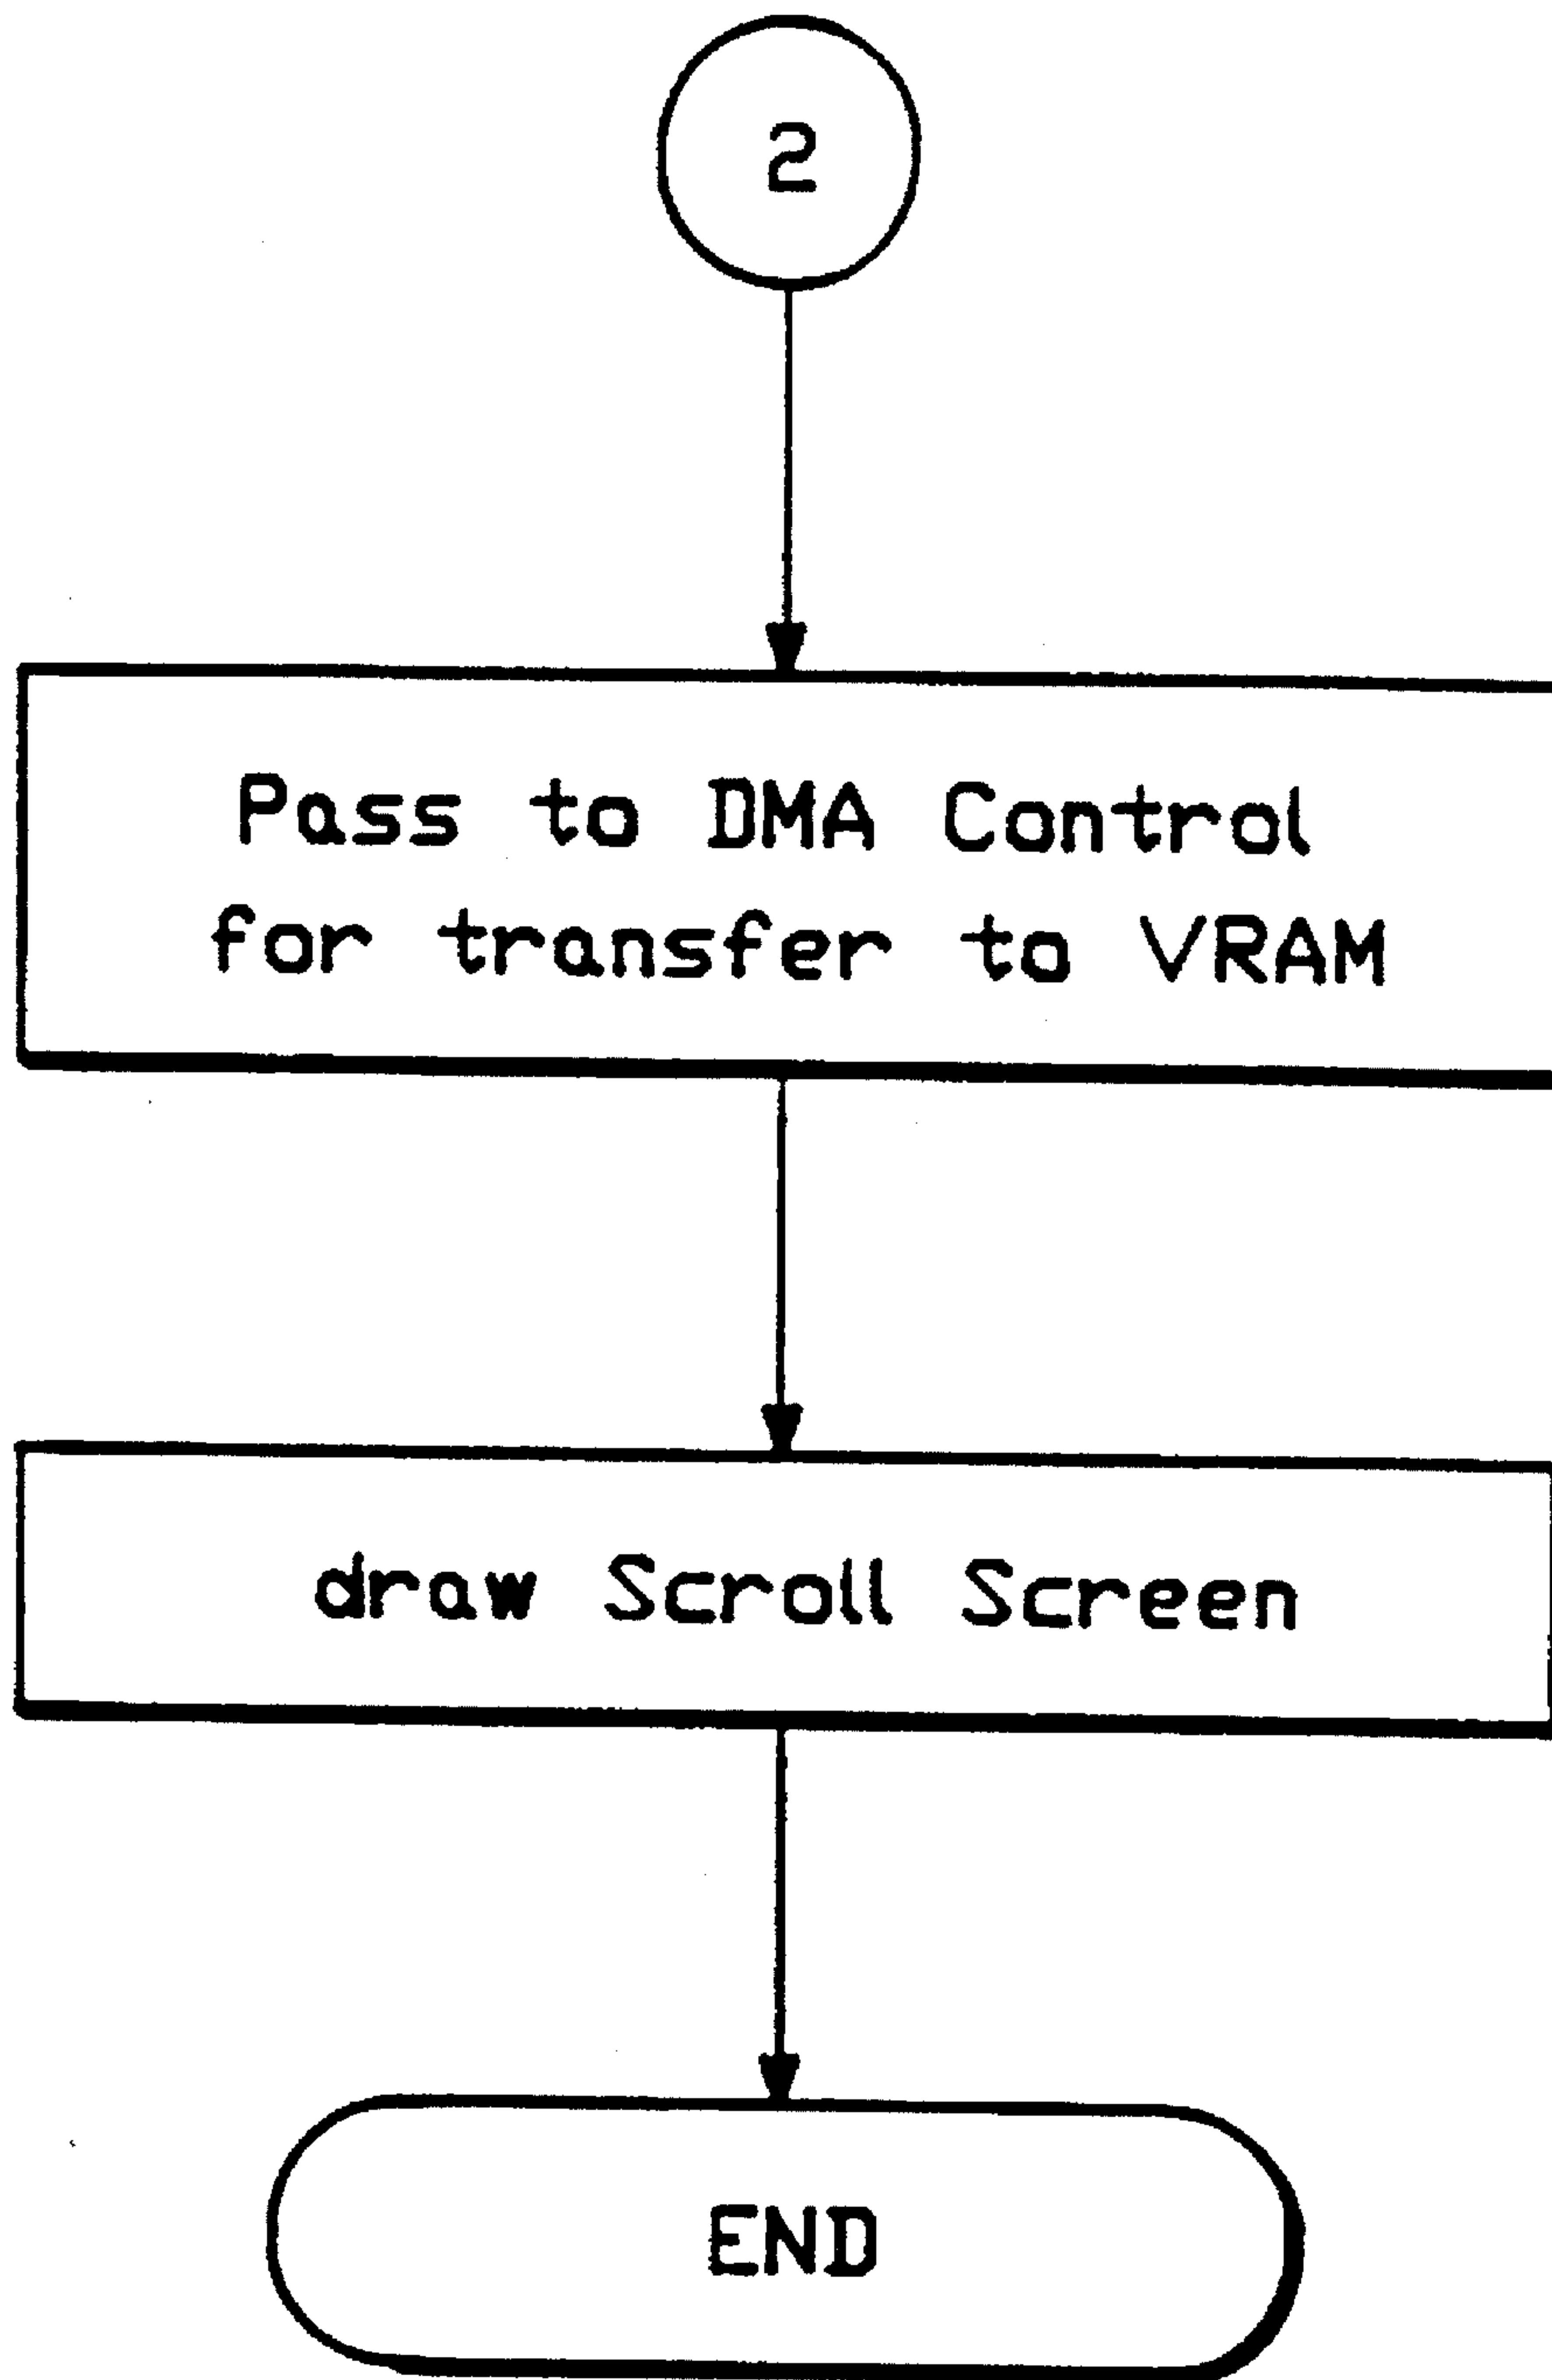 2
Pass to DMA Control
for transfer to VRAM
draw Scroll Screen
END